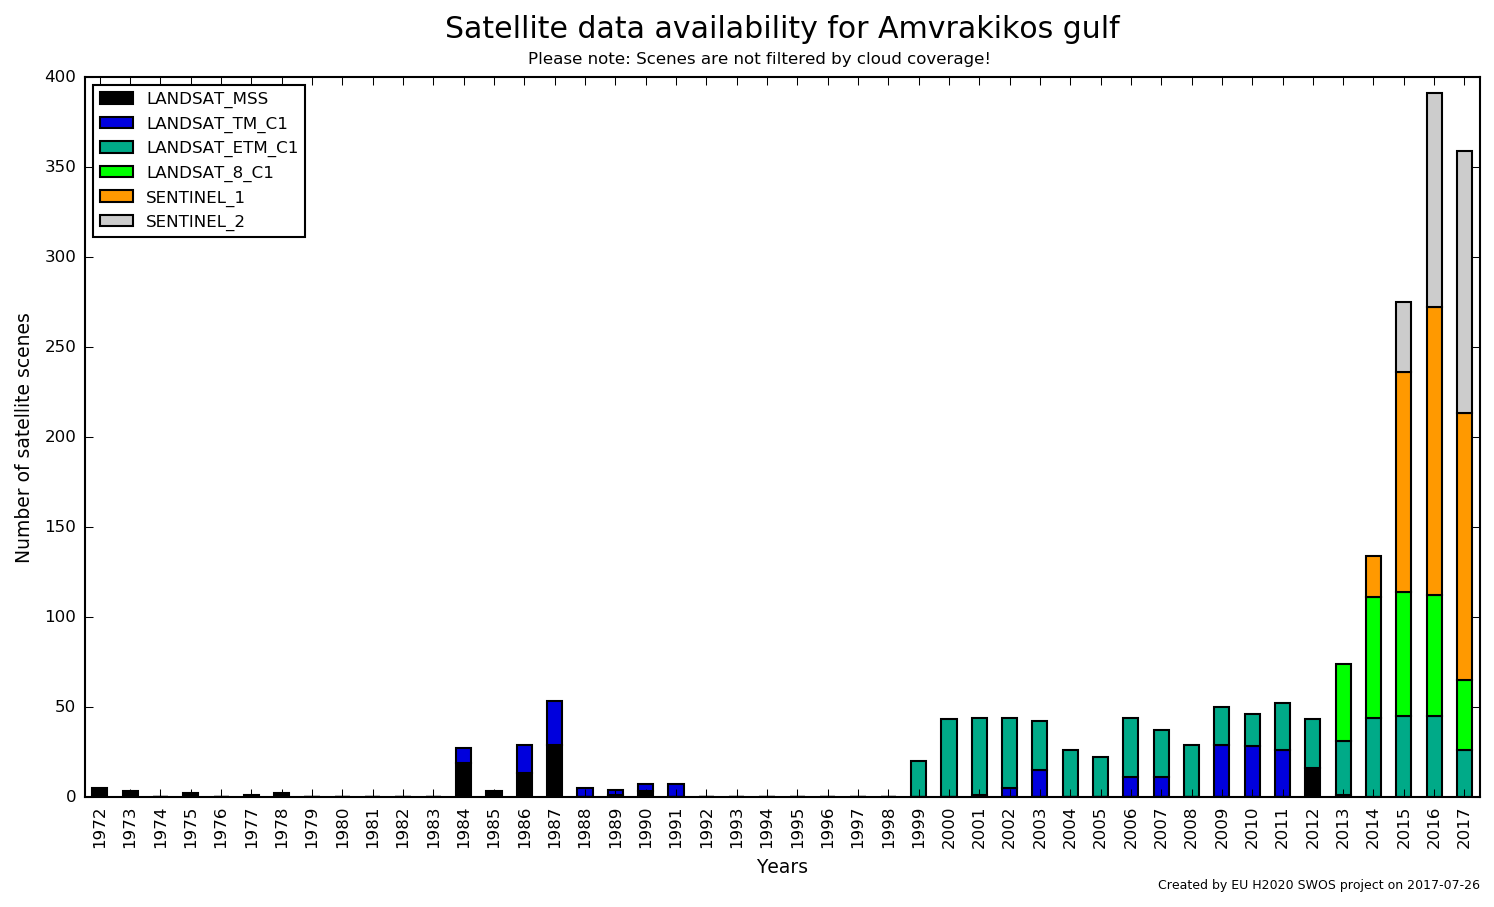 Satellite data availability for Amvrakikos gulf
Please note: Scenes are not filtered by cloud coverage!
400
350
300
250
200
150
100
50
0
Number of satellite scenes
LANDSAT_MSS
LANDSAT_TM_C1
LANDSAT_ETM_C1
LANDSAT_8_C1
SENTINEL_1
SENTINEL_2
1972 1973 1974 1975 1976 1977 1978 1979 1980 1981 1982 1983 1984 1985 1986 1987 1988 1989 1990 1991 1992 1993 1994 1995 1996 1997 1998 1999 2000 2001 2002 2003 2004 2005 2006 2007 2008 2009 2010 2011 2012 2013 2014 2015 2016 2017
Years
Created by EU H2020 SWOS project on 2017-07-26